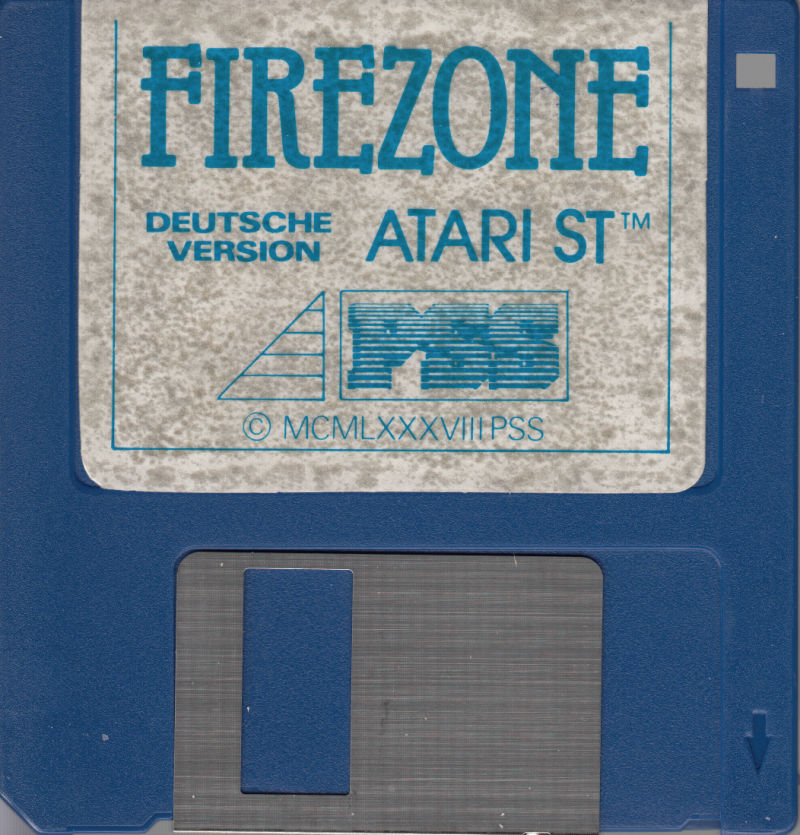 FIREZONE
DEUTSCHE
VERSION
ATARI ST™
PSS
© MCMLXXXVIII PSS